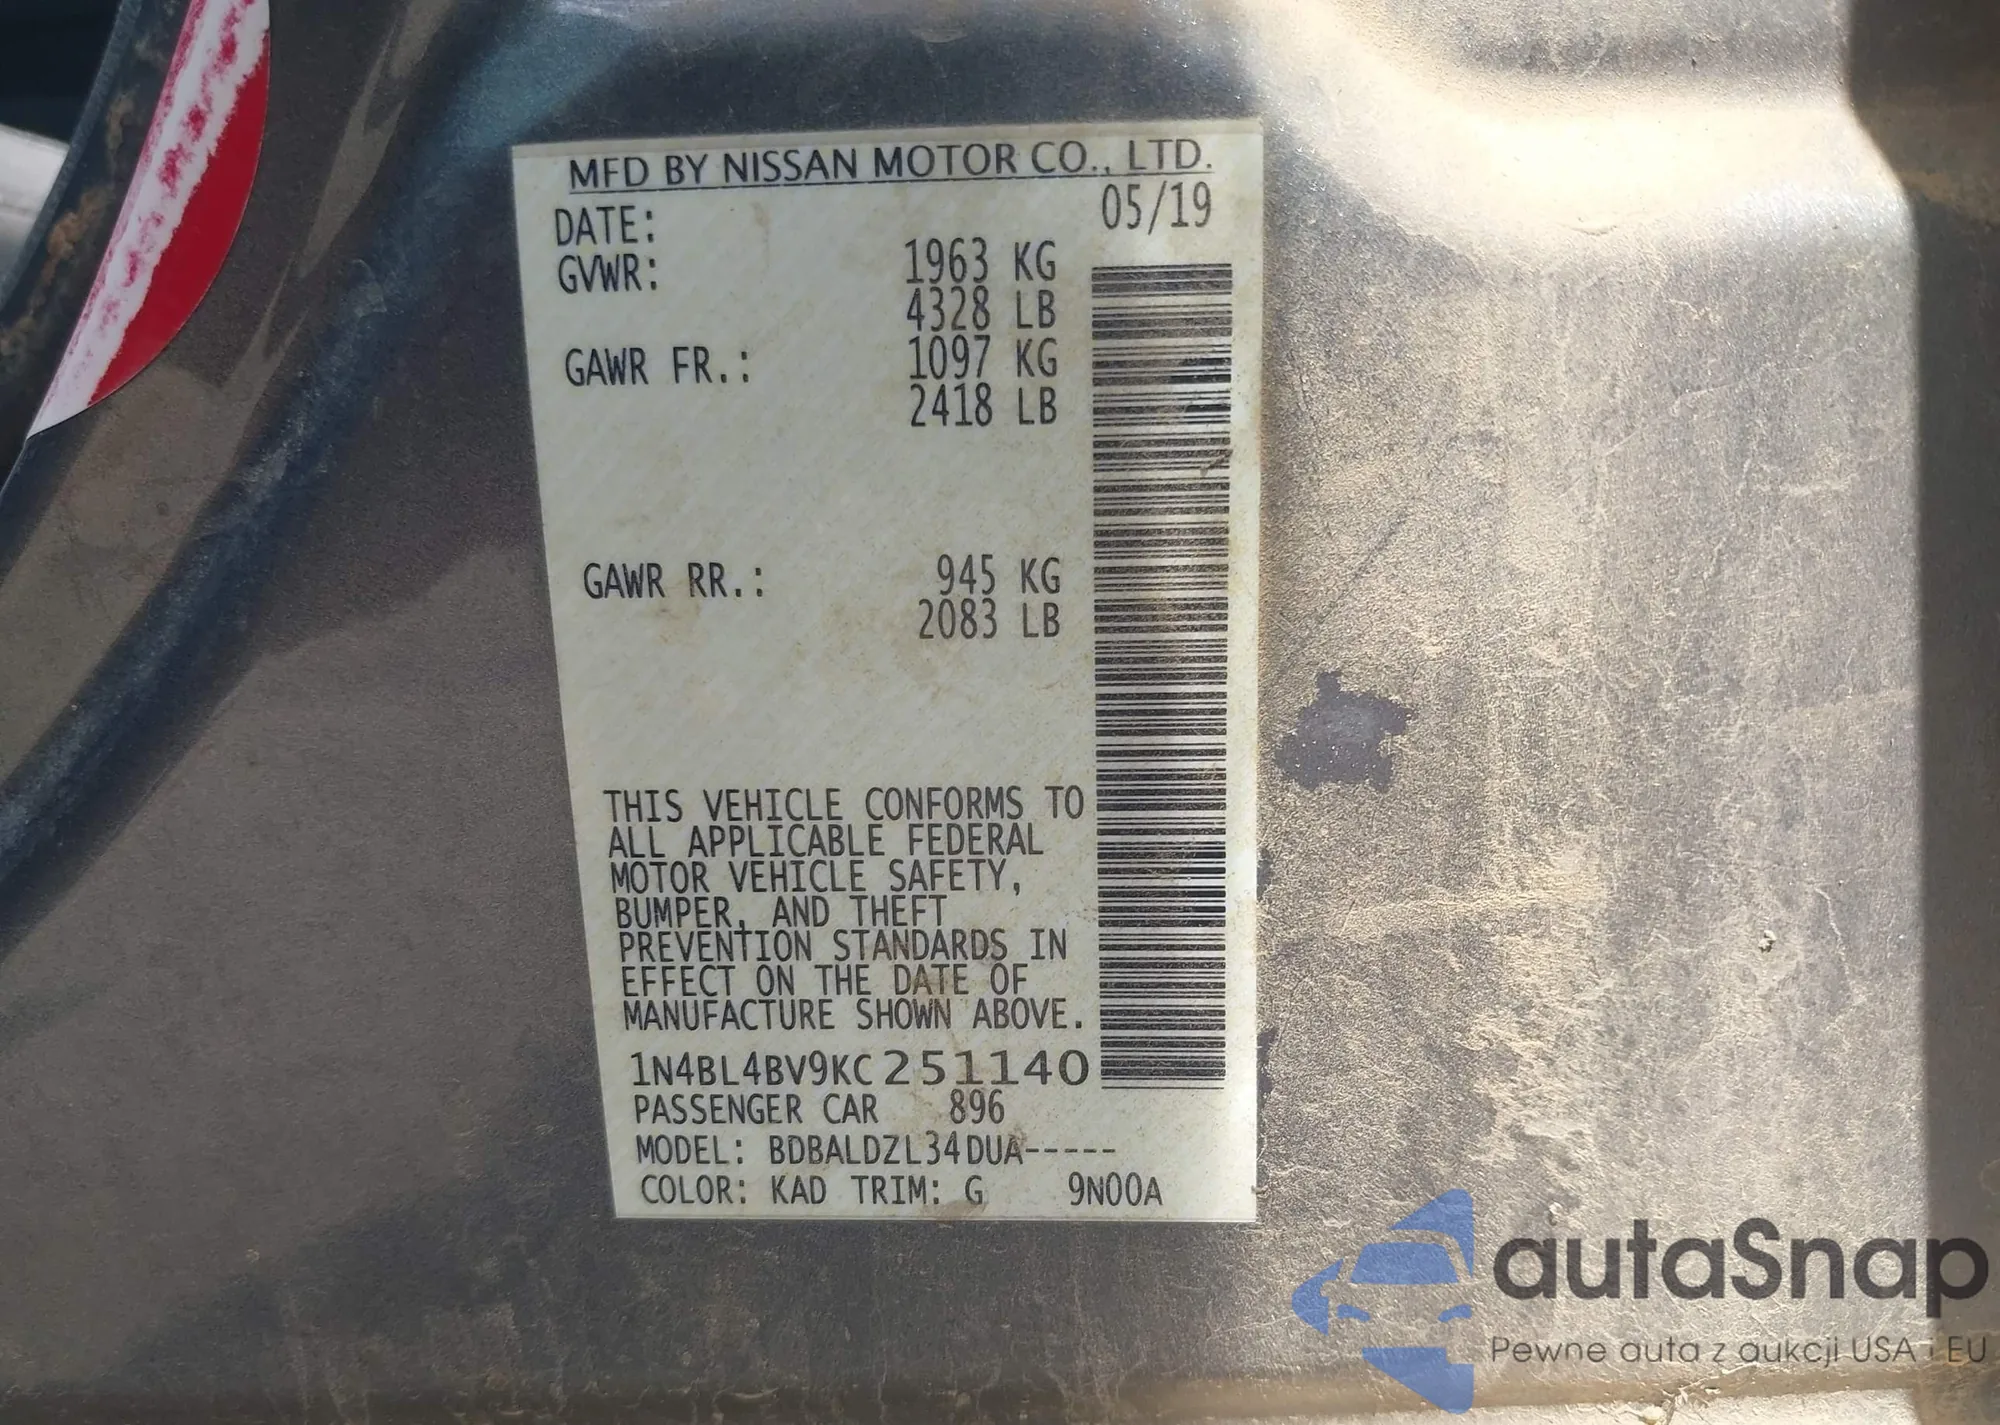 MFD BY NISSAN MOTOR CO., LTD.
DATE: 05/19
GVWR: 1963 KG
4328 LB
GAWR FR.: 1097 KG
2418 LB
GAWR RR.: 945 KG
2083 LB
THIS VEHICLE CONFORMS TO
ALL APPLICABLE FEDERAL
MOTOR VEHICLE SAFETY,
BUMPER, AND THEFT
PREVENTION STANDARDS IN
EFFECT ON THE DATE OF
MANUFACTURE SHOWN ABOVE.
1N4BL4BV9KC251140
PASSENGER CAR 896
MODEL: BDBALDZL34DUA-----
COLOR: KAD TRIM: G 9N00A
autaSnap
Pewne auta z aukcji USA i EU